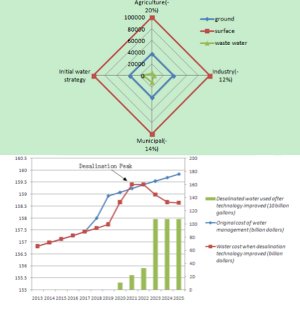 Agriculture(-
20%)
100000
80000
60000
40000
20000
0
ground
surface
waste water
Initial water
strategy
Industry(-
12%)
Municipal(-
14%)
160.5
160
159.5
159
158.5
158
157.5
157
156.5
156
155.5
155
Desalination Peak
200
180
160
140
120
100
80
60
40
20
0
2013 2014 2015 2016 2017 2018 2019 2020 2021 2022 2023 2024 2025
Desalinated water used after
technology improved (10billion
gallons)
Original cost of water
management (billion dollars)
Water cost when desalination
technology improved (billion
dollars)